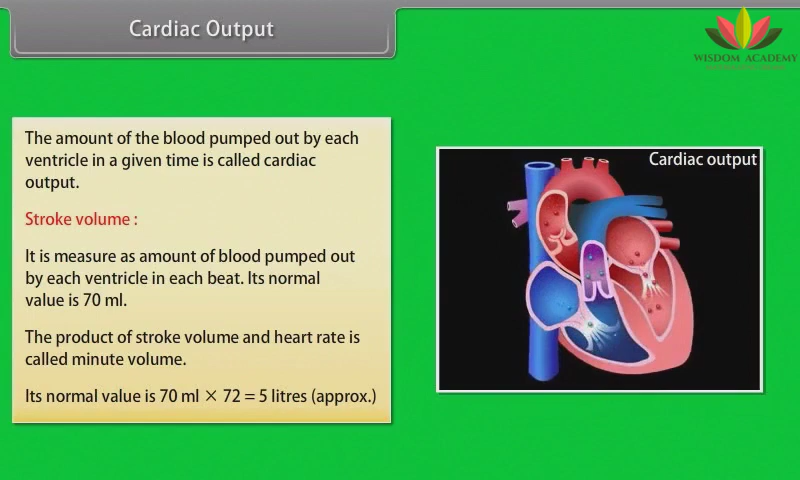 Cardiac Output
WISDOM ACADEMY
The amount of the blood pumped out by each
ventricle in a given time is called cardiac
output.
Stroke volume :
It is measure as amount of blood pumped out
by each ventricle in each beat. Its normal
value is 70 ml.
The product of stroke volume and heart rate is
called minute volume.
Its normal value is 70 ml × 72 = 5 litres (approx.)
Cardiac output